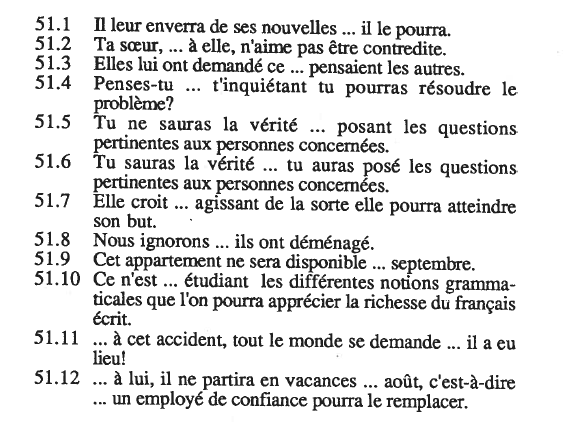 51.1 Il leur enverra de ses nouvelles ... il le pourra.
51.2 Ta sœur, ... à elle, n'aime pas être contredite.
51.3 Elles lui ont demandé ce ... pensaient les autres.
51.4 Penses-tu ... t'inquiétant tu pourras résoudre le
problème?
51.5 Tu ne sauras la vérité ... posant les questions
pertinentes aux personnes concernées.
51.6 Tu sauras la vérité ... tu auras posé les questions
pertinentes aux personnes concernées.
51.7 Elle croit ... agissant de la sorte elle pourra atteindre
son but.
51.8 Nous ignorons ... ils ont déménagé.
51.9 Cet appartement ne sera disponible ... septembre.
51.10 Ce n'est ... étudiant les différentes notions gramma-
ticales que l'on pourra apprécier la richesse du français
écrit.
51.11 ... à cet accident, tout le monde se demande ... il a eu
lieu!
51.12 ... à lui, il ne partira en vacances ... août, c'est-à-dire
... un employé de confiance pourra le remplacer.